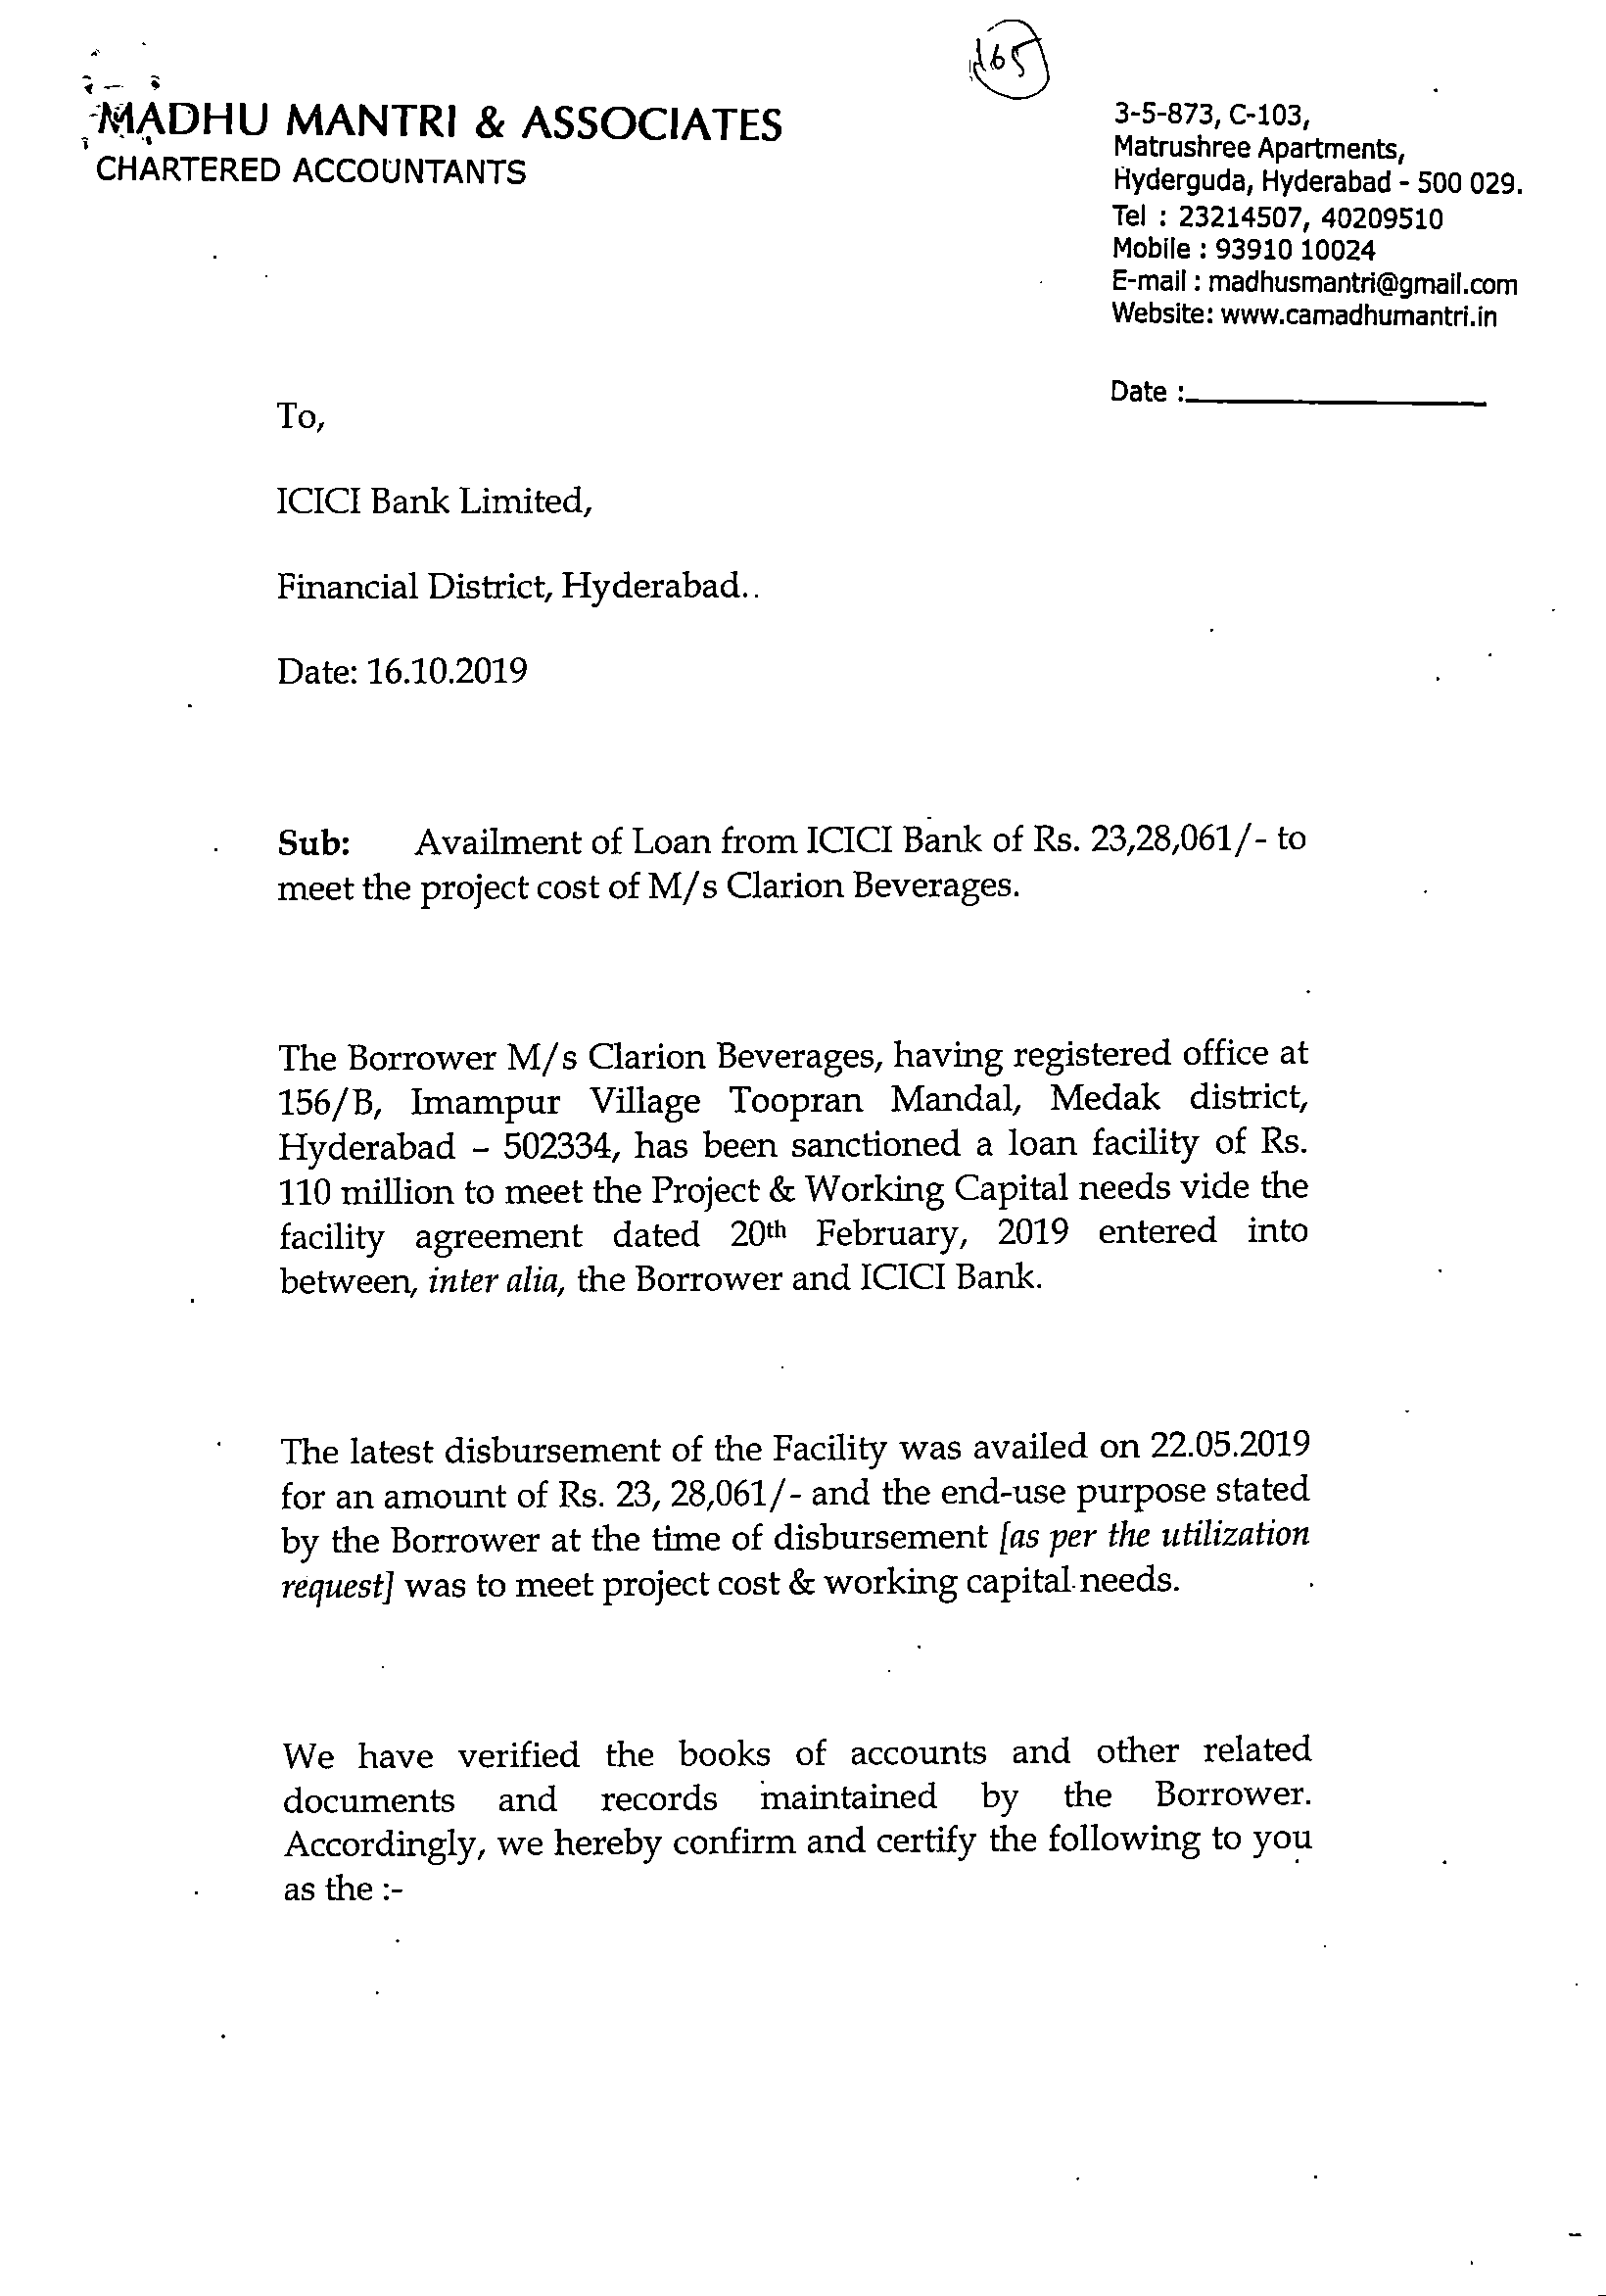 165
MADHU MANTRI & ASSOCIATES
CHARTERED ACCOUNTANTS
3-5-873, C-103,
Matrushree Apartments,
Hyderguda, Hyderabad - 500 029.
Tel : 23214507, 40209510
Mobile : 93910 10024
E-mail : madhusmantri@gmail.com
Website: www.camadhumantri.in
Date :
To,
ICICI Bank Limited,
Financial District, Hyderabad..
Date: 16.10.2019
Sub: Availment of Loan from ICICI Bank of Rs. 23,28,061/- to
meet the project cost of M/s Clarion Beverages.
The Borrower M/s Clarion Beverages, having registered office at
156/B, Imampur Village Toopran Mandal, Medak district,
Hyderabad – 502334, has been sanctioned a loan facility of Rs.
110 million to meet the Project & Working Capital needs vide the
facility agreement dated 20th February, 2019 entered into
between, inter alia, the Borrower and ICICI Bank.
The latest disbursement of the Facility was availed on 22.05.2019
for an amount of Rs. 23, 28,061/- and the end-use purpose stated
by the Borrower at the time of disbursement [as per the utilization
request] was to meet project cost & working capital needs.
We have verified the books of accounts and other related
documents and records maintained by the Borrower.
Accordingly, we hereby confirm and certify the following to you
as the :-